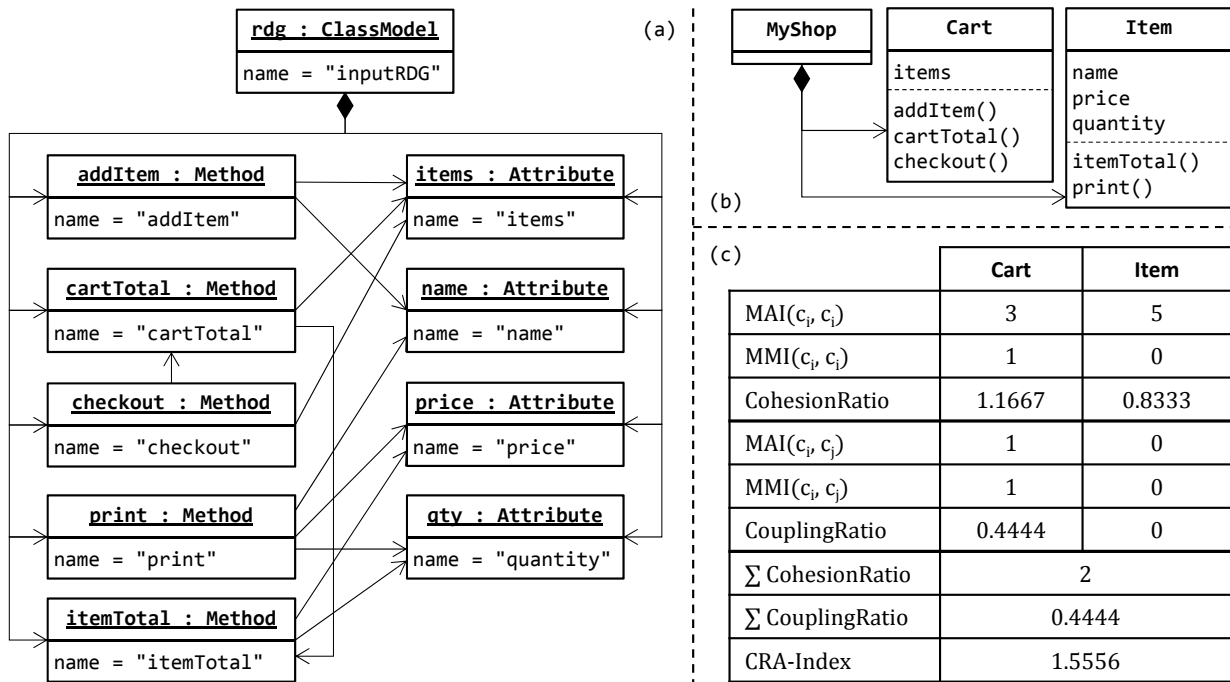 rdg : ClassModel
name = "inputRDG"
(a)
addItem : Method
name = "addItem"
items : Attribute
name = "items"
cartTotal : Method
name = "cartTotal"
name : Attribute
name = "name"
checkout : Method
name = "checkout"
price : Attribute
name = "price"
print : Method
name = "print"
qty : Attribute
name = "quantity"
itemTotal : Method
name = "itemTotal"
(b)
MyShop
Cart
items
addItem()
cartTotal()
checkout()
Item
name
price
quantity
itemTotal()
print()
(c)
Cart Item
MAI(cᵢ, cᵢ) 3 5
MMI(cᵢ, cᵢ) 1 0
CohesionRatio 1.1667 0.8333
MAI(cᵢ, cⱼ) 1 0
MMI(cᵢ, cⱼ) 1 0
CouplingRatio 0.4444 0
∑ CohesionRatio 2
∑ CouplingRatio 0.4444
CRA-Index 1.5556